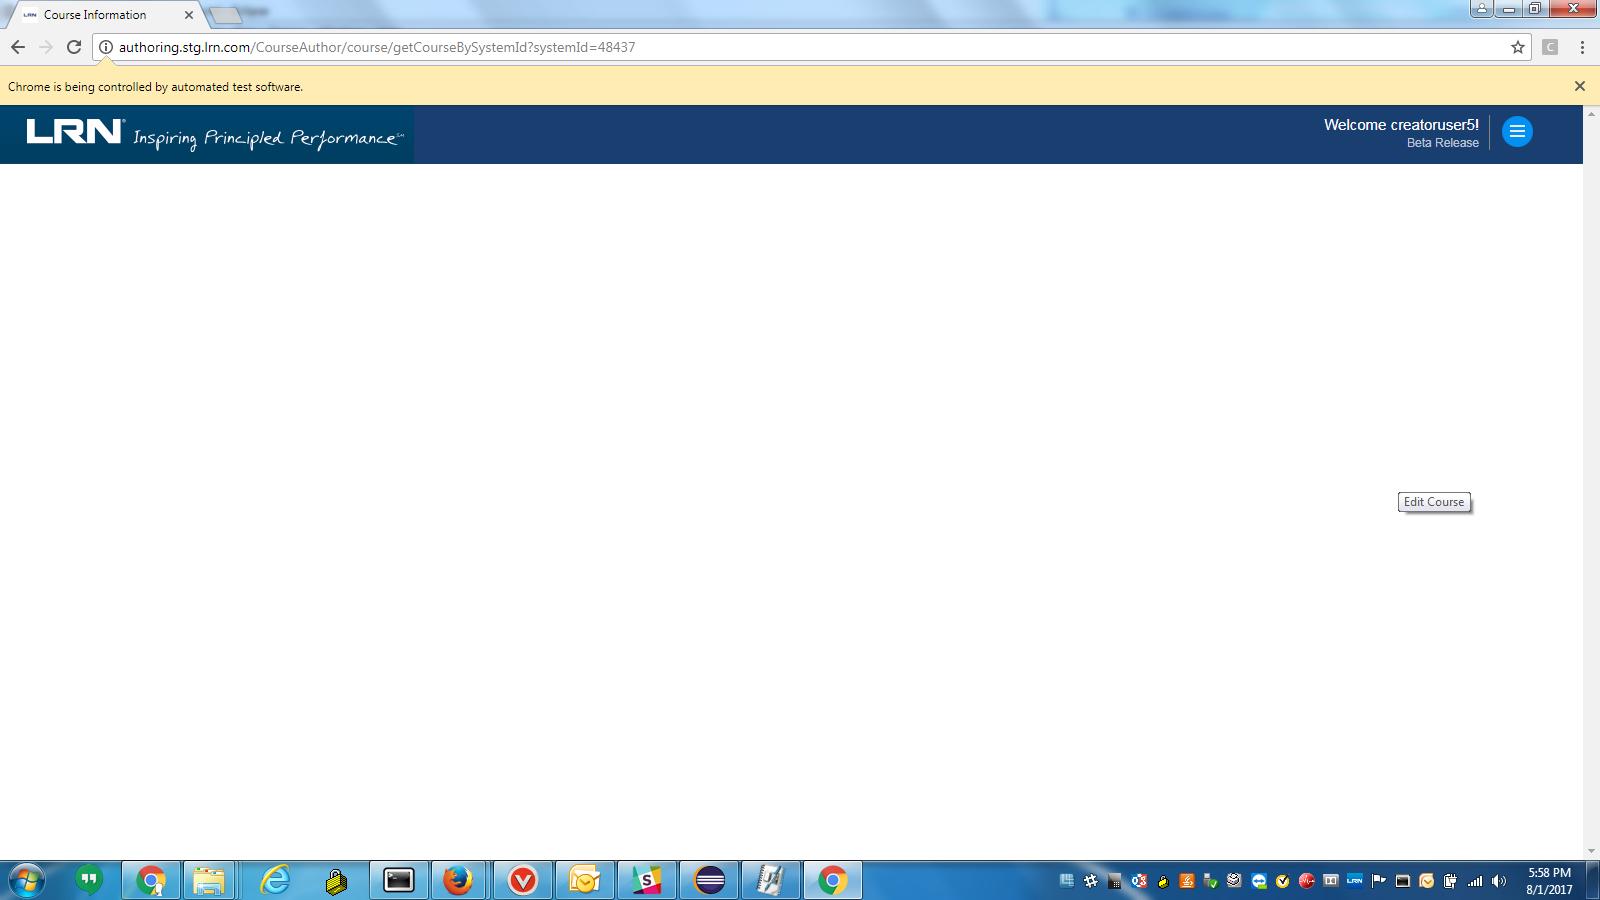 Course Information
authoring.stg.lrn.com/CourseAuthor/course/getCourseBySystemId?systemId=48437
C
Chrome is being controlled by automated test software.
LRN® Inspiring Principled Performance℠
Welcome creatoruser5!
Beta Release
Edit Course
5:58 PM
8/1/2017